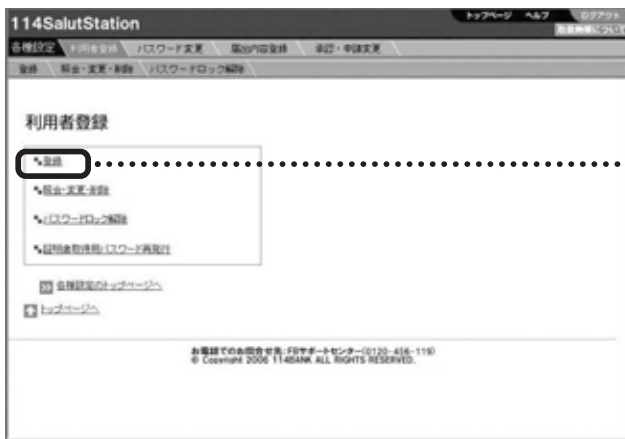 114SalutStation
トップページ ヘルプ ログアウト
各種設定 利用者登録 パスワード変更 届出内容登録 承認・申請変更
登録 照会・変更・削除 パスワードロック解除
利用者登録
登録
照会・変更・削除
パスワードロック解除
証明書取得用パスワード再発行
各種設定のトップページへ
トップページへ
お電話でのお問合せ先:FBサポートセンター(0120-456-119)
© Copyright 2006 114BANK ALL RIGHTS RESERVED.